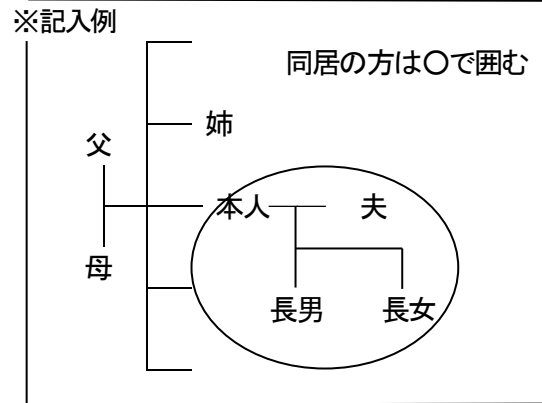 ※記入例
同居の方は〇で囲む
姉
父
本人 夫
母
長男 長女